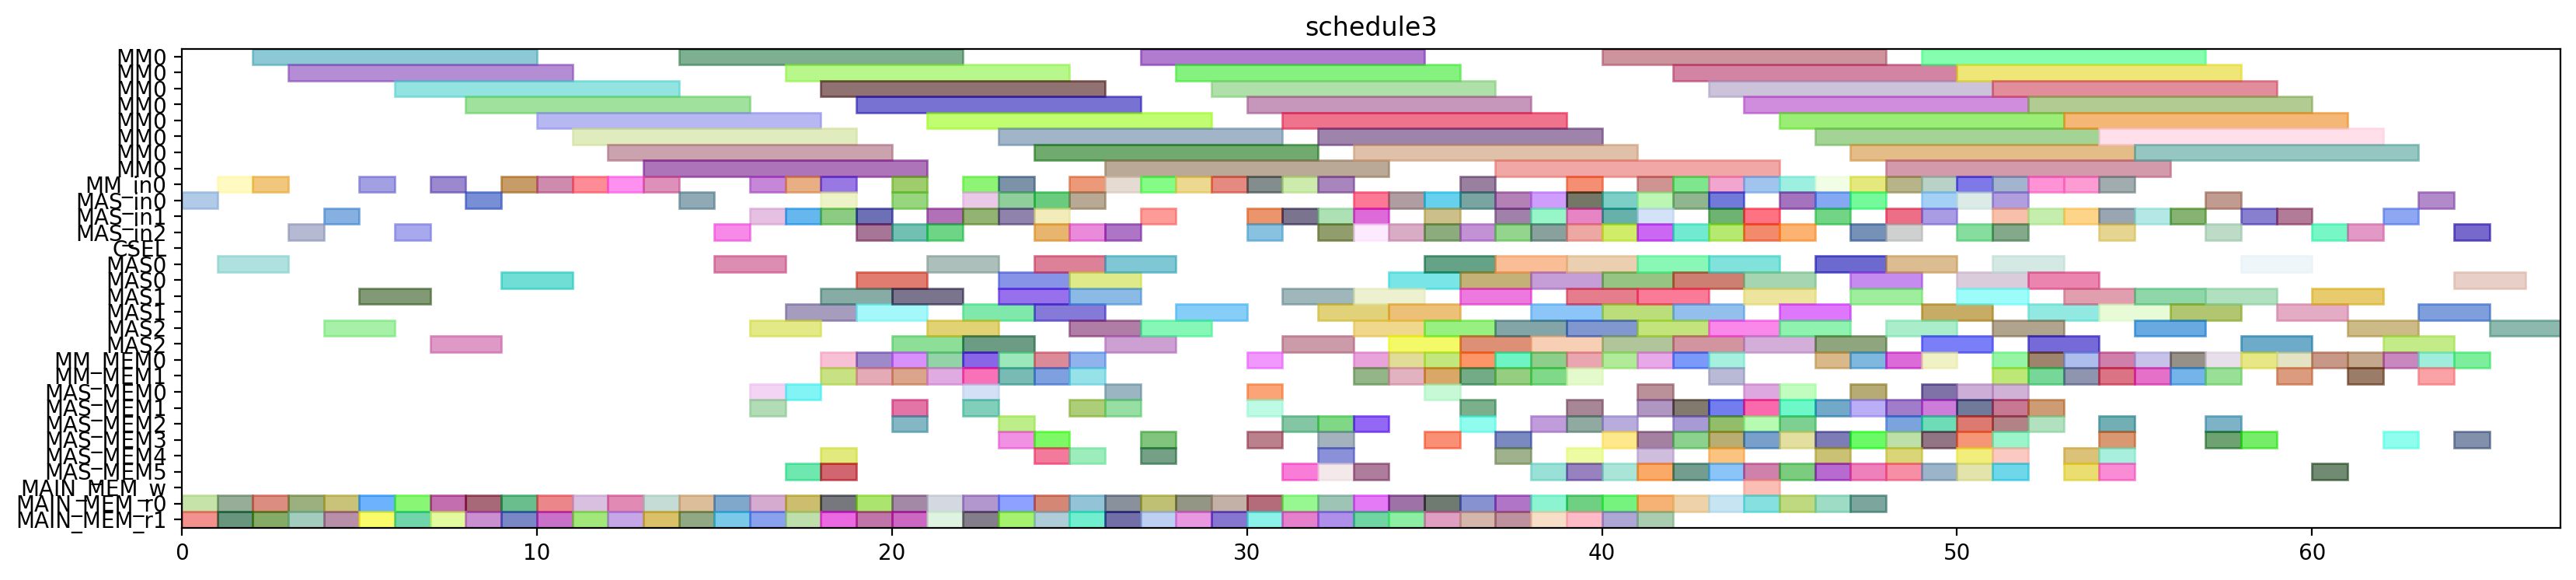 schedule3
MM0
MM0
MM0
MM0
MM0
MM0
MM0
MM0
MM_in0
MAS_in0
MAS_in1
MAS_in2
CSEL
MAS0
MAS0
MAS1
MAS1
MAS2
MAS2
MM_MEM0
MM_MEM1
MAS_MEM0
MAS_MEM1
MAS_MEM2
MAS_MEM3
MAS_MEM4
MAS_MEM5
MAIN_MEM_w
MAIN_MEM_r0
MAIN_MEM_r1
0 10 20 30 40 50 60